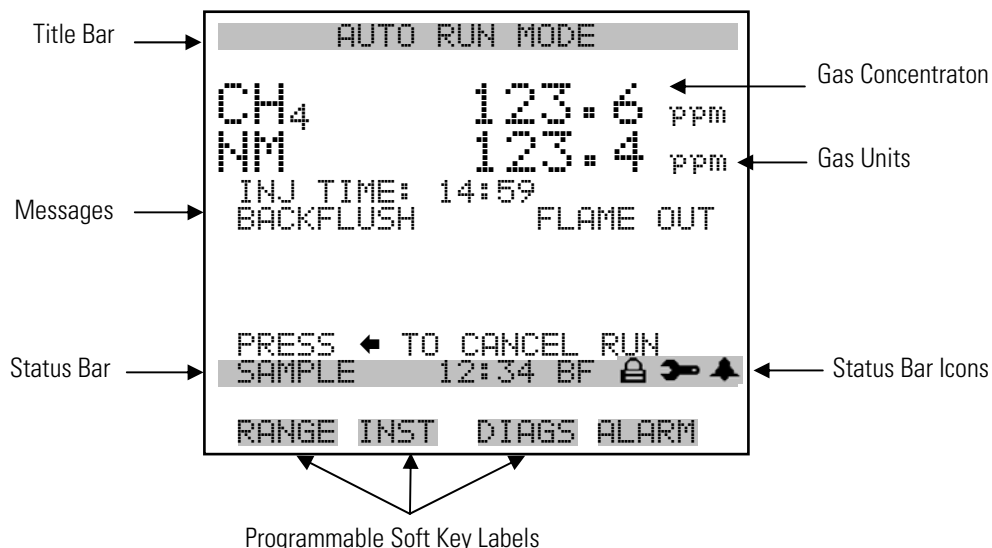 Title Bar
AUTO RUN MODE
CH₄ 123.6 ppm
Gas Concentraton
NM 123.4 ppm
Gas Units
INJ TIME: 14:59
Messages
BACKFLUSH FLAME OUT
PRESS ← TO CANCEL RUN
Status Bar
SAMPLE 12:34 BF
Status Bar Icons
RANGE INST DIAGS ALARM
Programmable Soft Key Labels